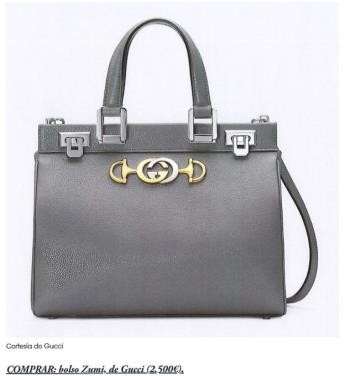 Cortesía de Gucci
COMPRAR: bolso Zumi, de Gucci (2,500€).